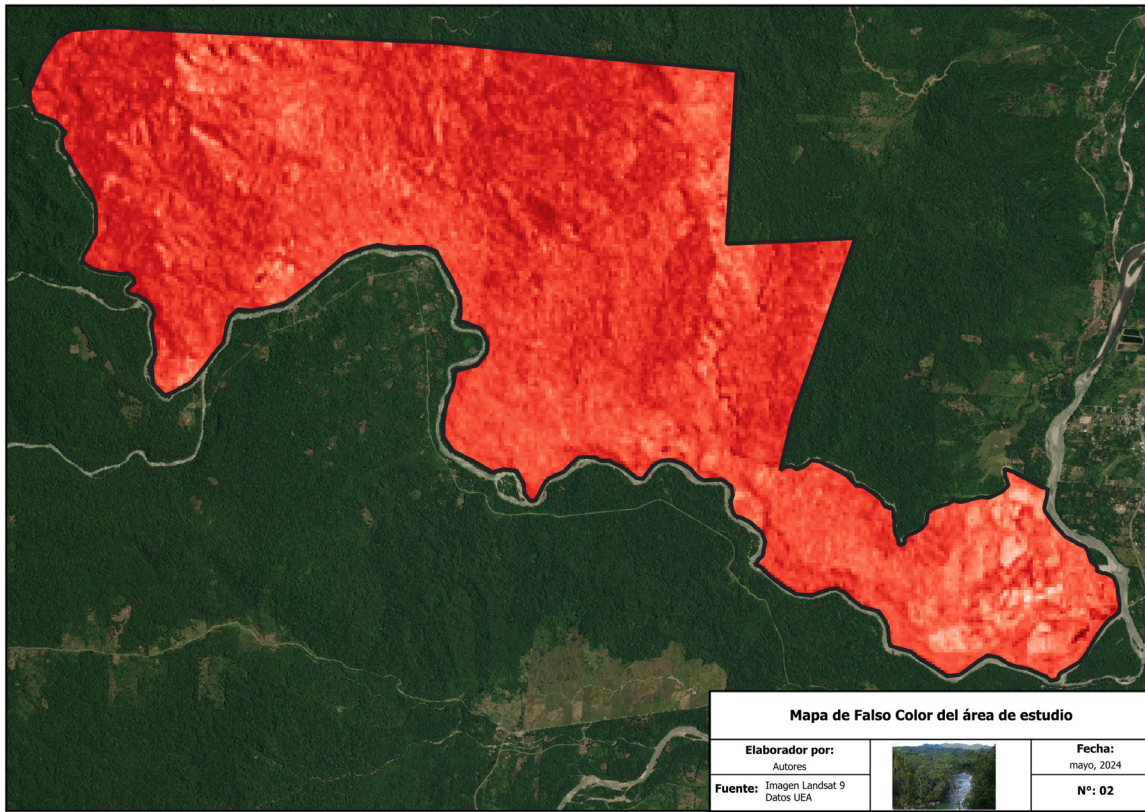 Mapa de Falso Color del área de estudio
Elaborador por:
Autores
Fuente: Imagen Landsat 9
Datos UEA
Fecha:
mayo, 2024
N°: 02